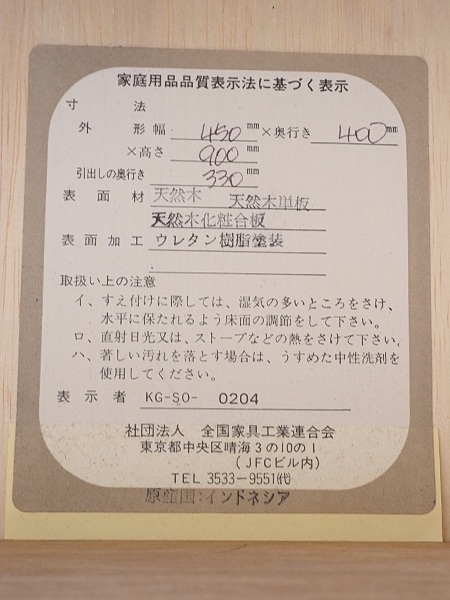 家庭用品品質表示法に基づく表示
寸法
外形幅 450mm×奥行き 400mm
×高さ 900mm
引出しの奥行き 330mm
表面材 天然木 天然木単板
天然木化粧合板
表面加工 ウレタン樹脂塗装
取扱い上の注意
イ、すえ付けに際しては、湿気の多いところをさけ、
水平に保たれるよう床面の調節をして下さい。
ロ、直射日光又は、ストーブなどの熱をさけて下さい。
ハ、著しい汚れを落とす場合は、うすめた中性洗剤を
使用してください。
表示者 KG-SO- 0204
社団法人 全国家具工業連合会
東京都中央区晴海3の10の1
(JFCビル内)
TEL 3533-9551㈹
原産国:インドネシア